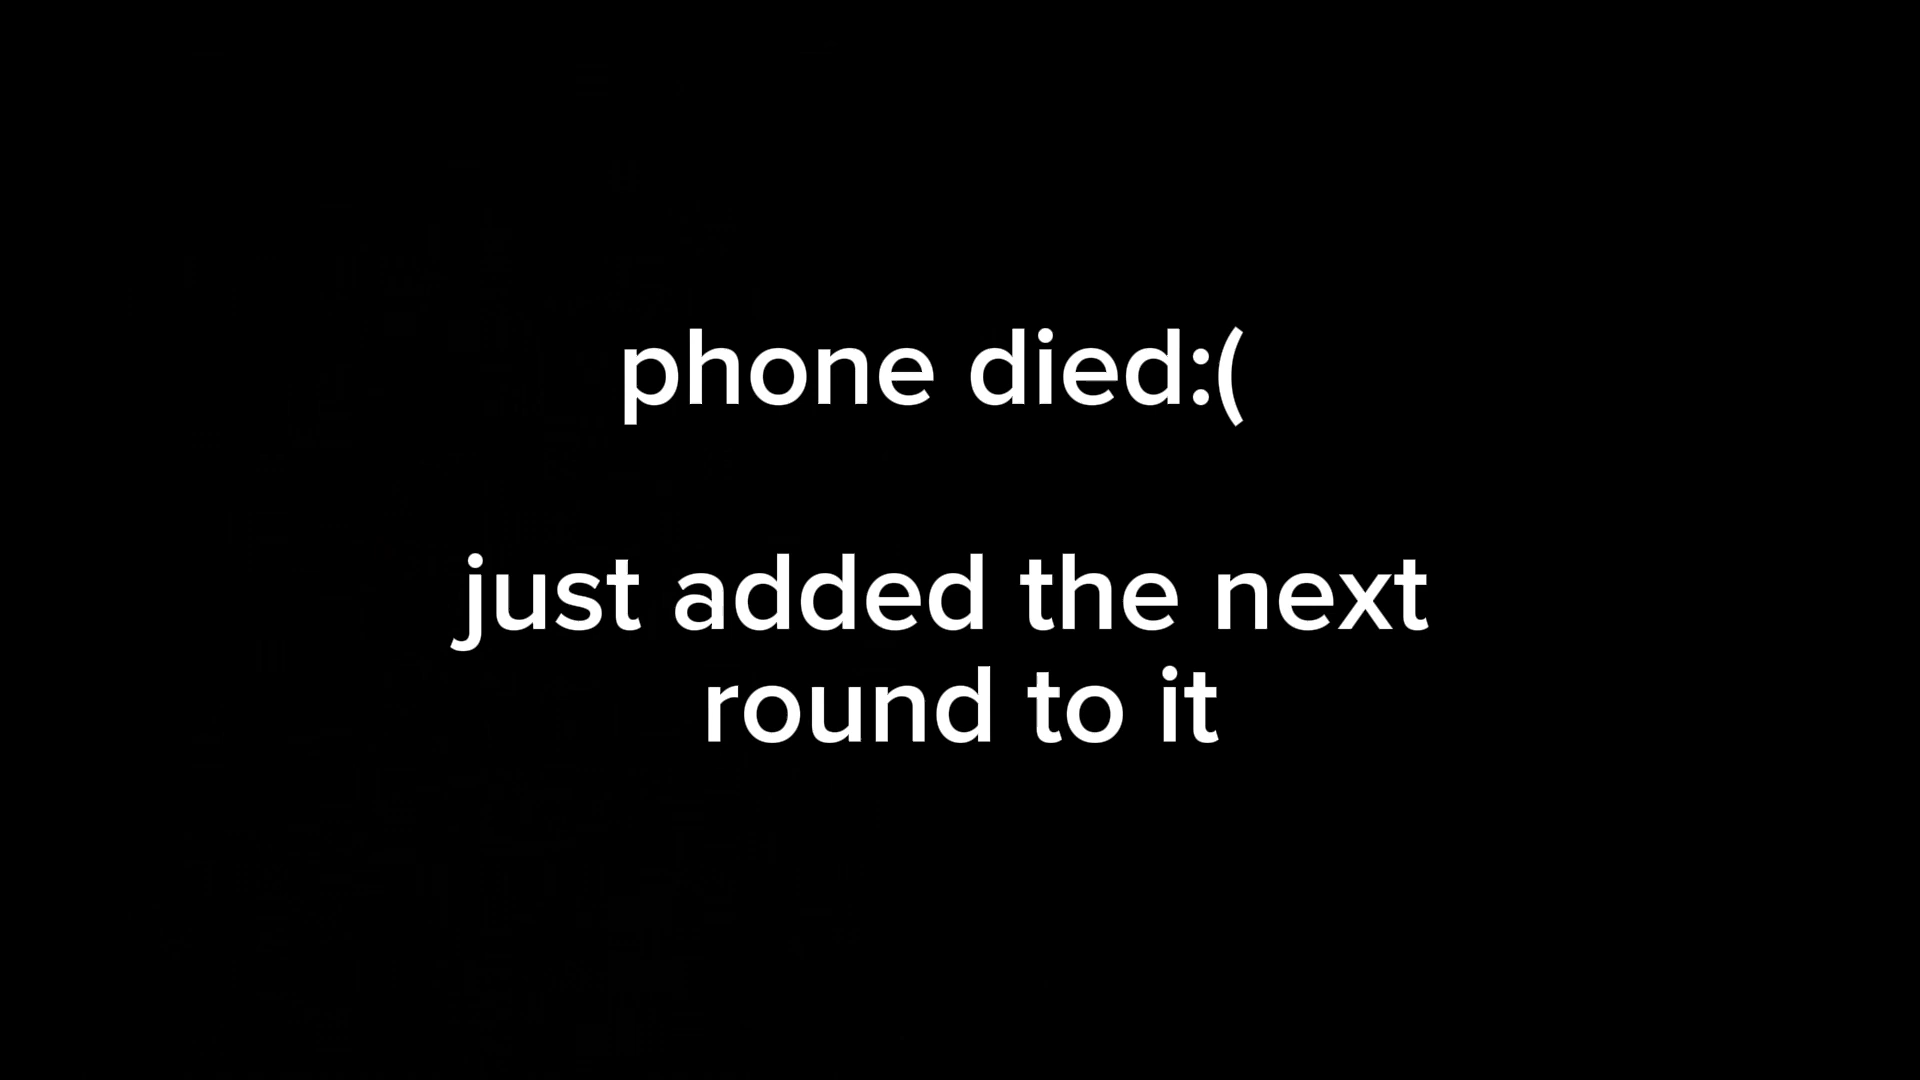 phone died:(
just added the next
round to it